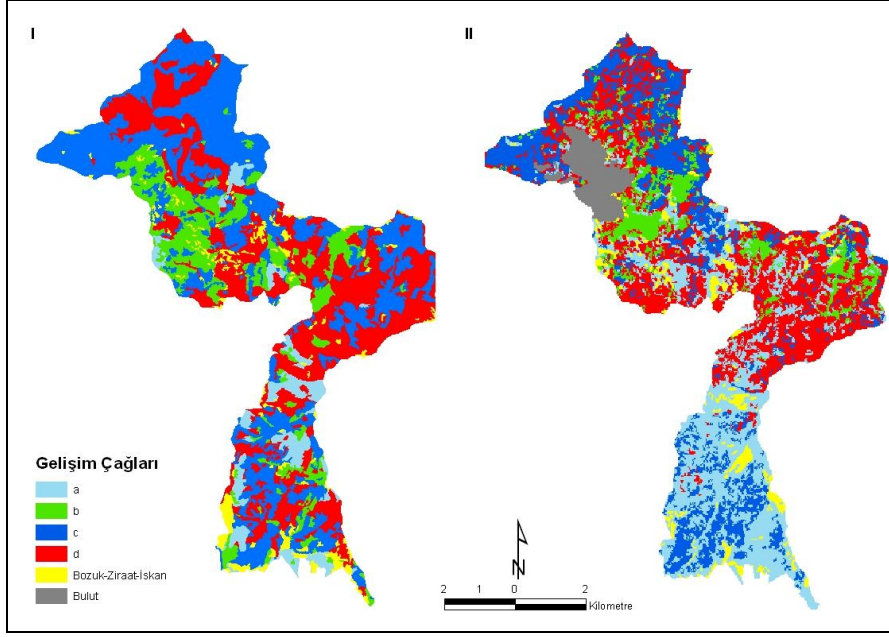 I
II
Gelişim Çağları
a
b
c
d
Bozuk-Ziraat-İskan
Bulut
N
2 1 0 2
Kilometre